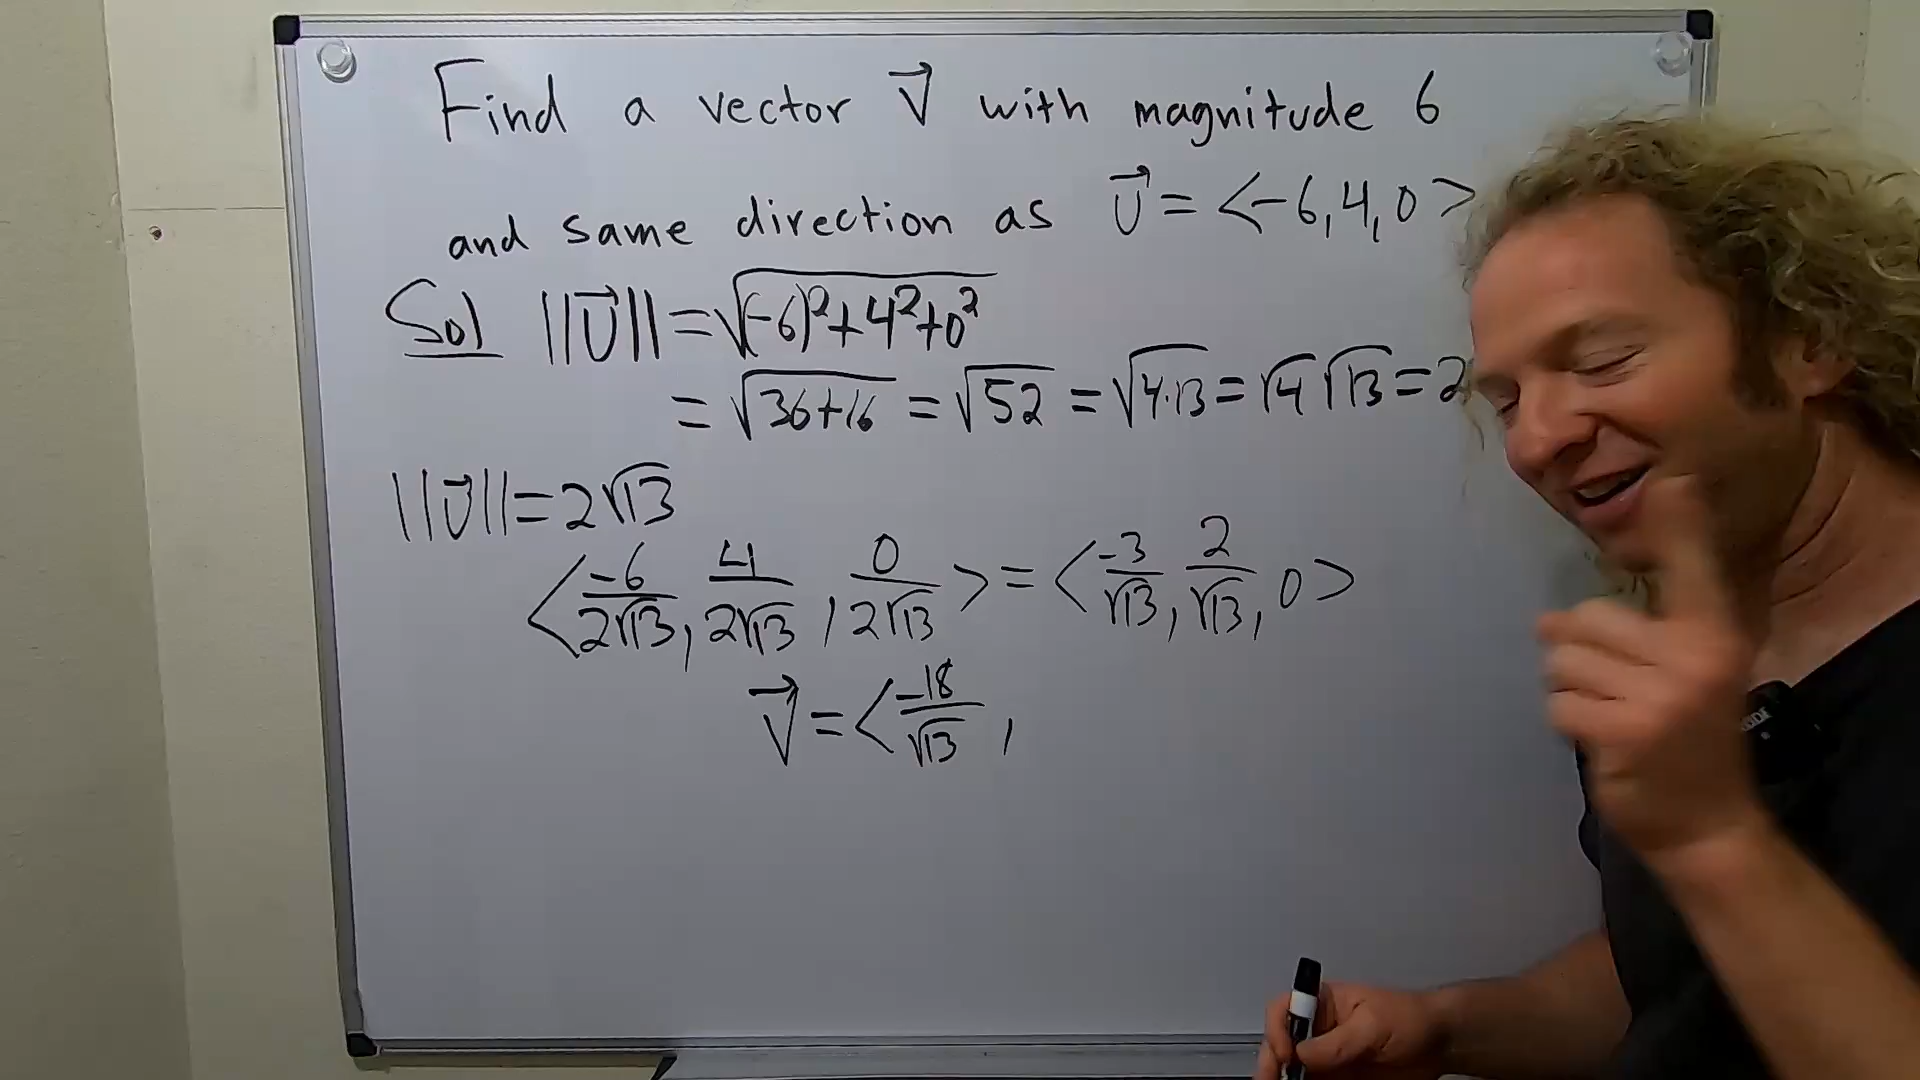 Find a vector V⃗ with magnitude 6
and same direction as U⃗ = <-6,4,0>
Sol ||U⃗|| = √((-6)²+4²+0²)
= √(36+16) = √52 = √(4·13) = √4 √13 = 2
||U⃗|| = 2√13
<-6/(2√13), 4/(2√13), 0/(2√13)> = <-3/√13, 2/√13, 0>
V⃗ = <-18/√13,